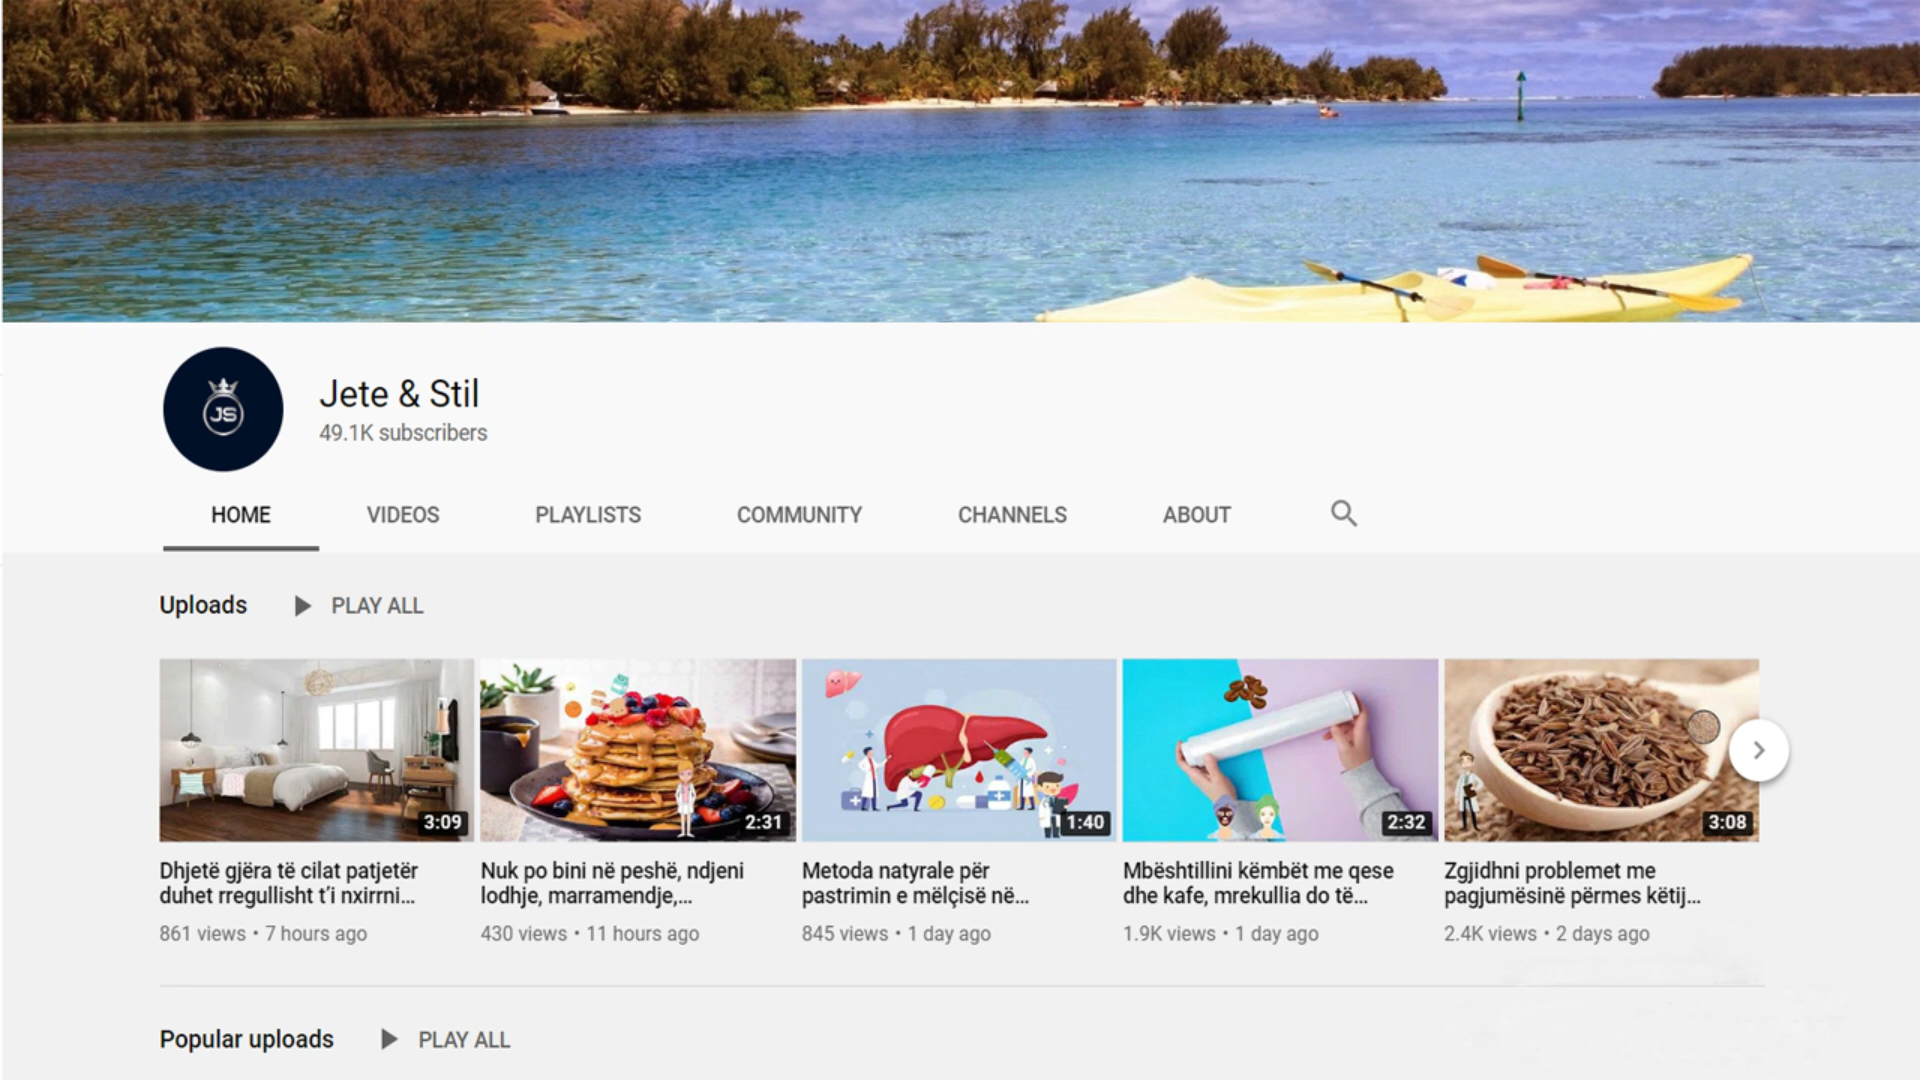 JS
Jete & Stil
49.1K subscribers
HOME VIDEOS PLAYLISTS COMMUNITY CHANNELS ABOUT
Uploads PLAY ALL
3:09
2:31
1:40
2:32
3:08
Dhjetë gjëra të cilat patjetër
duhet rregullisht t'i nxirrni...
861 views • 7 hours ago
Nuk po bini në peshë, ndjeni
lodhje, marramendje,...
430 views • 11 hours ago
Metoda natyrale për
pastrimin e mëlçisë në...
845 views • 1 day ago
Mbështillini këmbët me qese
dhe kafe, mrekullia do të...
1.9K views • 1 day ago
Zgjidhni problemet me
pagjumësinë përmes këtij...
2.4K views • 2 days ago
Popular uploads PLAY ALL